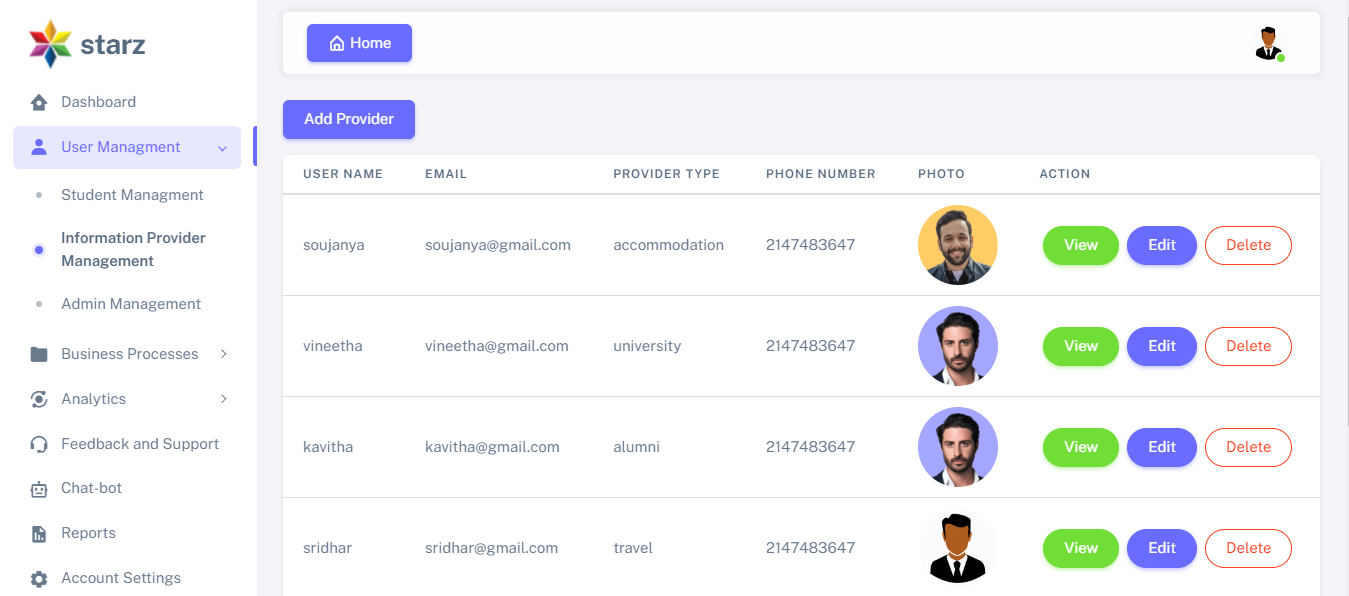 starz
Home
Dashboard
Add Provider
User Managment
USER NAME EMAIL PROVIDER TYPE PHONE NUMBER PHOTO ACTION
Student Managment
Information Provider
Management
soujanya soujanya@gmail.com accommodation 2147483647 View Edit Delete
Admin Management
vineetha vineetha@gmail.com university 2147483647 View Edit Delete
Business Processes
Analytics
Feedback and Support
kavitha kavitha@gmail.com alumni 2147483647 View Edit Delete
Chat-bot
Reports
sridhar sridhar@gmail.com travel 2147483647 View Edit Delete
Account Settings